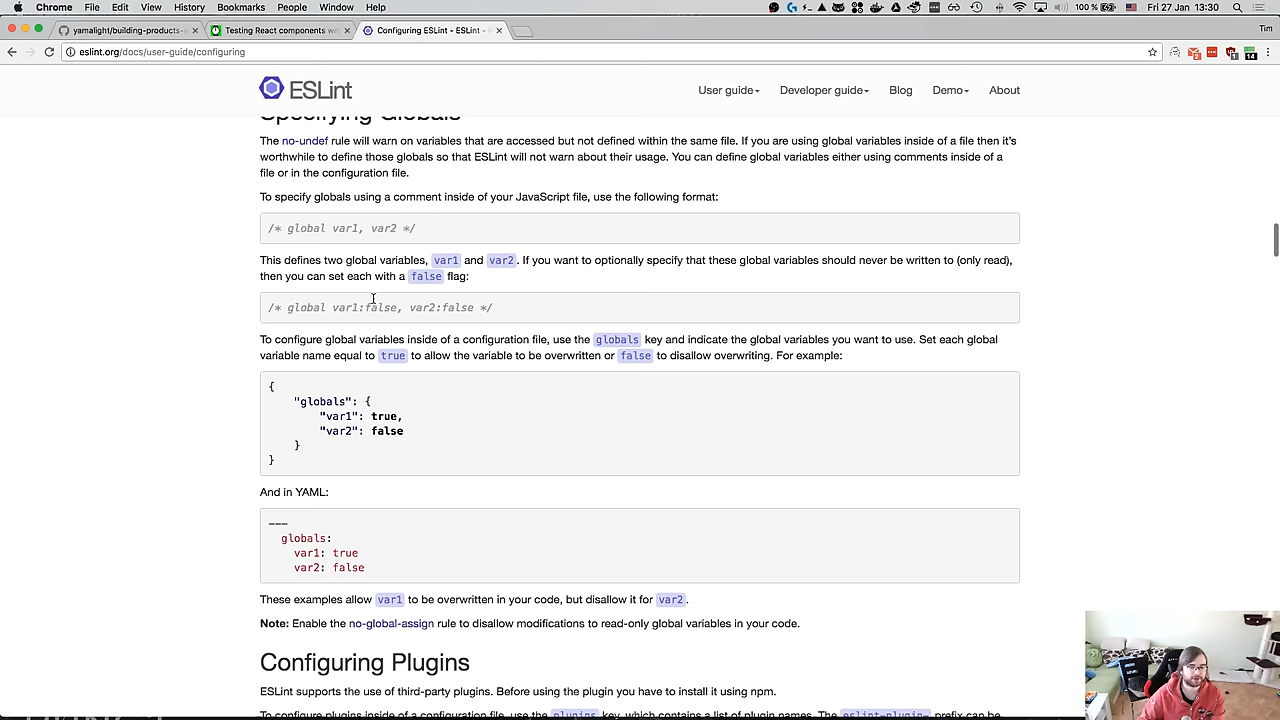 Chrome File Edit View History Bookmarks People Window Help 100 % Fri 27 Jan 13:30
yamalight/building-products- Testing React components wit Configuring ESLint - ESLint - Tim
eslint.org/docs/user-guide/configuring
ESLint User guide Developer guide Blog Demo About
Specifying Globals
The no-undef rule will warn on variables that are accessed but not defined within the same file. If you are using global variables inside of a file then it's
worthwhile to define those globals so that ESLint will not warn about their usage. You can define global variables either using comments inside of a
file or in the configuration file.
To specify globals using a comment inside of your JavaScript file, use the following format:
/* global var1, var2 */
This defines two global variables, var1 and var2. If you want to optionally specify that these global variables should never be written to (only read),
then you can set each with a false flag:
/* global var1:false, var2:false */
To configure global variables inside of a configuration file, use the globals key and indicate the global variables you want to use. Set each global
variable name equal to true to allow the variable to be overwritten or false to disallow overwriting. For example:
{
"globals": {
"var1": true,
"var2": false
}
}
And in YAML:
---
globals:
var1: true
var2: false
These examples allow var1 to be overwritten in your code, but disallow it for var2.
Note: Enable the no-global-assign rule to disallow modifications to read-only global variables in your code.
Configuring Plugins
ESLint supports the use of third-party plugins. Before using the plugin you have to install it using npm.
To configure plugins inside of a configuration file, use the plugins key, which contains a list of plugin names. The eslint-plugin- prefix can be